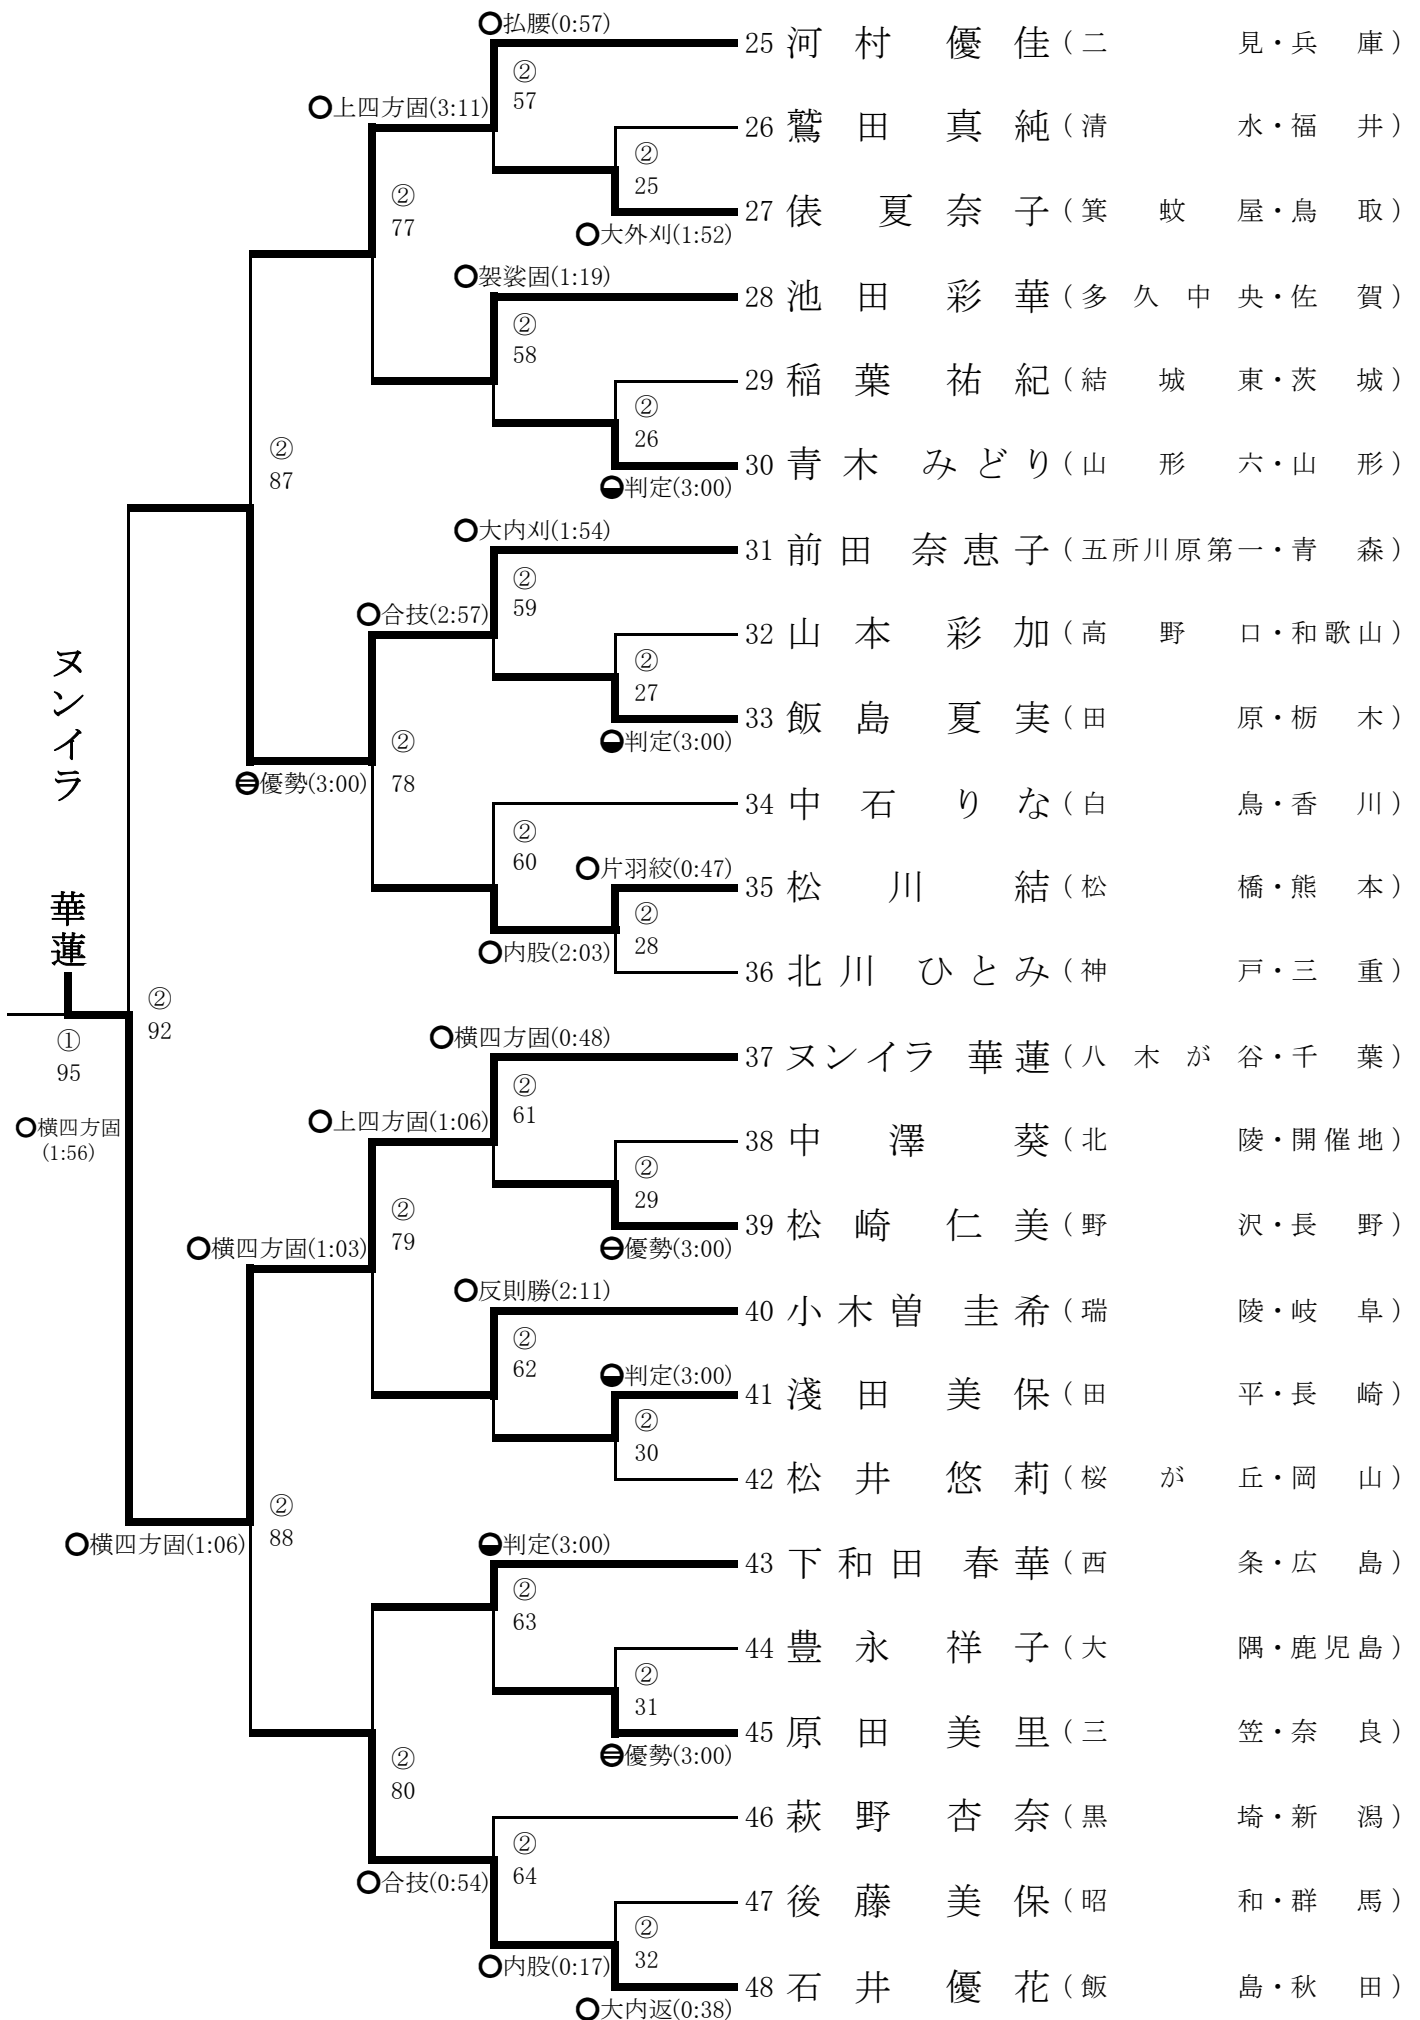 ○払腰(0:57)
25 河村 優佳(二見・兵庫)
②
57
○上四方固(3:11)
26 鷲田 真純(清水・福井)
②
25
②
77
27 俵 夏奈子(箕蚊屋・鳥取)
○大外刈(1:52)
○袈裟固(1:19)
28 池田 彩華(多久中央・佐賀)
②
58
29 稲葉 祐紀(結城東・茨城)
②
26
②
87
30 青木 みどり(山形六・山形)
判定(3:00)
○大内刈(1:54)
31 前田 奈恵子(五所川原第一・青森)
②
59
○合技(2:57)
32 山本 彩加(高野口・和歌山)
②
27
33 飯島 夏実(田原・栃木)
判定(3:00)
②
78
優勢(3:00)
34 中石 りな(白鳥・香川)
②
60
○片羽絞(0:47)
35 松川 結(松橋・熊本)
②
28
○内股(2:03)
36 北川 ひとみ(神戸・三重)
ヌンイラ 華蓮
②
92
①
95
○横四方固
(1:56)
○横四方固(0:48)
37 ヌンイラ 華蓮(八木が谷・千葉)
②
61
○上四方固(1:06)
38 中澤 葵(北陵・開催地)
②
29
②
79
39 松崎 仁美(野沢・長野)
優勢(3:00)
○横四方固(1:03)
○反則勝(2:11)
40 小木曽 圭希(瑞陵・岐阜)
②
62
判定(3:00)
41 淺田 美保(田平・長崎)
②
30
42 松井 悠莉(桜が丘・岡山)
②
88
○横四方固(1:06)
判定(3:00)
43 下和田 春華(西条・広島)
②
63
44 豊永 祥子(大隅・鹿児島)
②
31
45 原田 美里(三笠・奈良)
優勢(3:00)
②
80
46 萩野 杏奈(黒埼・新潟)
②
64
○合技(0:54)
47 後藤 美保(昭和・群馬)
②
32
○内股(0:17)
48 石井 優花(飯島・秋田)
○大内返(0:38)